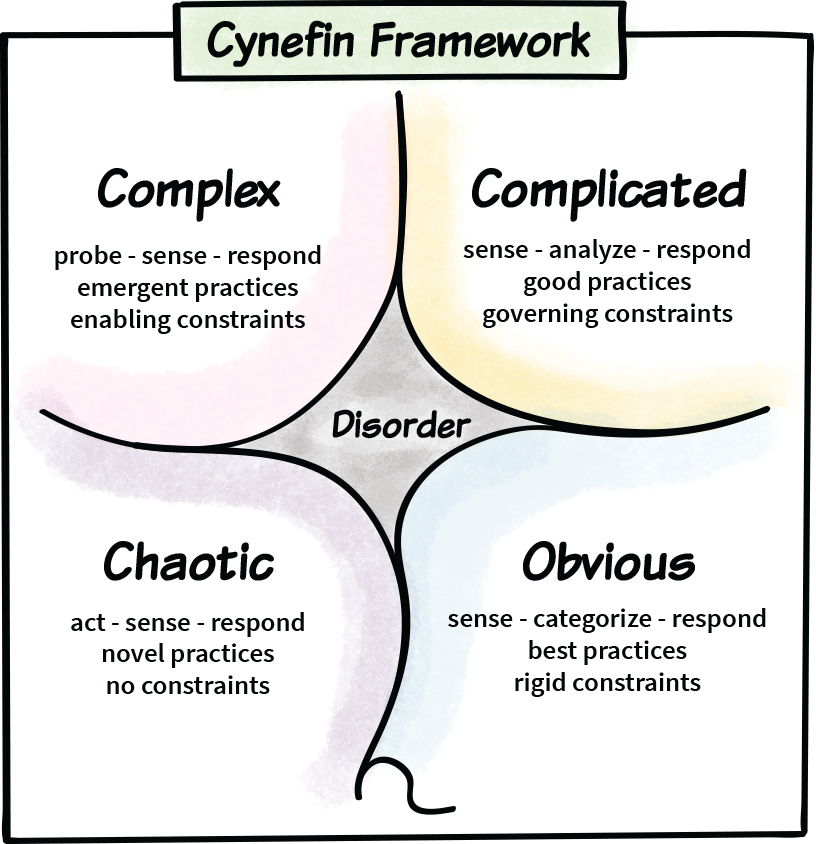 Cynefin Framework
Complex
probe - sense - respond
emergent practices
enabling constraints
Complicated
sense - analyze - respond
good practices
governing constraints
Disorder
Chaotic
act - sense - respond
novel practices
no constraints
Obvious
sense - categorize - respond
best practices
rigid constraints